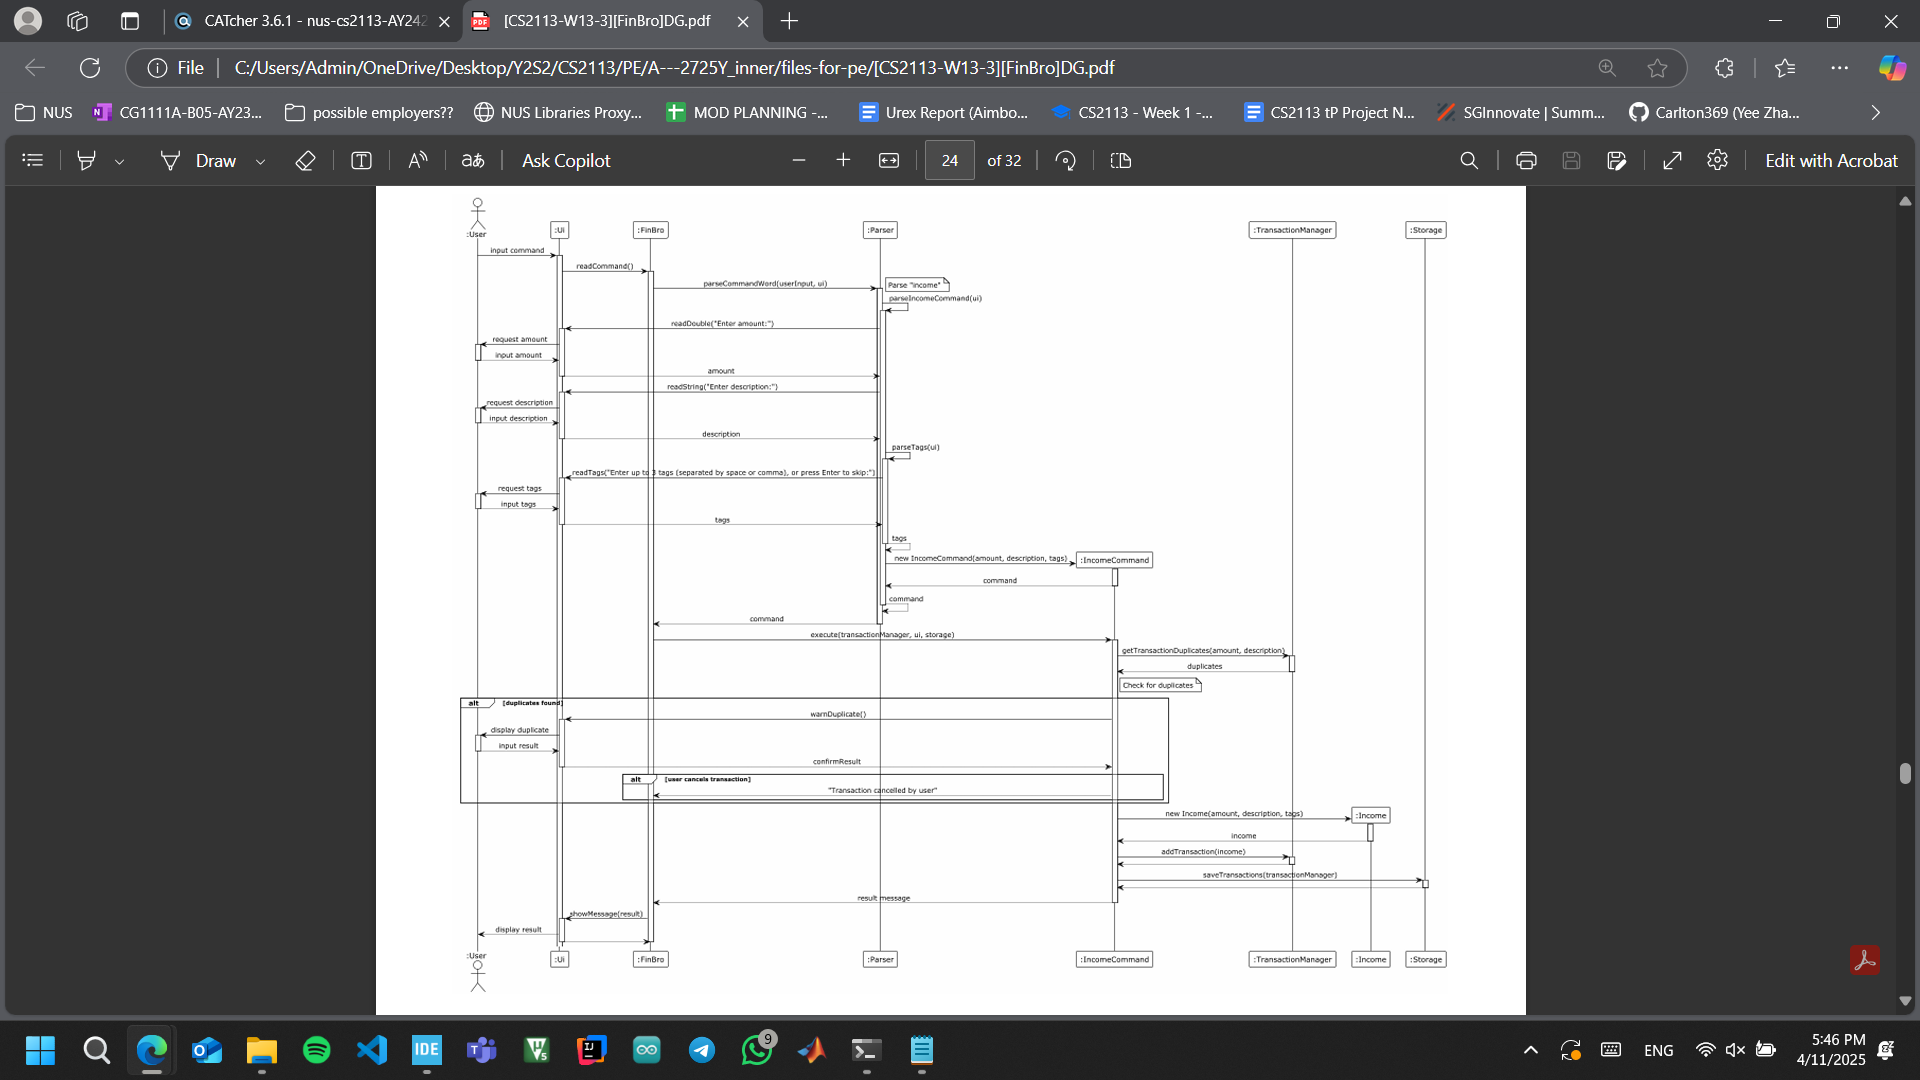 CATcher 3.6.1 - nus-cs2113-AY242
[CS2113-W13-3][FinBro]DG.pdf
File
C:/Users/Admin/OneDrive/Desktop/Y2S2/CS2113/PE/A---2725Y_inner/files-for-pe/[CS2113-W13-3][FinBro]DG.pdf
NUS
CG1111A-B05-AY23...
possible employers??
NUS Libraries Proxy...
MOD PLANNING -...
Urex Report (Aimbo...
CS2113 - Week 1 -...
CS2113 tP Project N...
SGInnovate | Summ...
Carlton369 (Yee Zha...
Draw
Ask Copilot
24 of 32
Edit with Acrobat
:User
:Ui
:FinBro
:Parser
:TransactionManager
:Storage
input command
readCommand()
parseCommandWord(userInput, ui)
Parse "income"
parseIncomeCommand(ui)
readDouble("Enter amount:")
request amount
input amount
amount
readString("Enter description:")
request description
input description
description
parseTags(ui)
readTags("Enter up to 3 tags (separated by space or comma), or press Enter to skip:")
request tags
input tags
tags
tags
new IncomeCommand(amount, description, tags)
:IncomeCommand
command
command
command
execute(transactionManager, ui, storage)
getTransactionDuplicates(amount, description)
duplicates
Check for duplicates
alt [duplicates found]
warnDuplicate()
display duplicate
input result
confirmResult
alt [user cancels transaction]
"Transaction cancelled by user"
new Income(amount, description, tags)
:Income
income
addTransaction(income)
saveTransactions(transactionManager)
result message
showMessage(result)
display result
:User
:Ui
:FinBro
:Parser
:IncomeCommand
:TransactionManager
:Income
:Storage
IDE
9
ENG
5:46 PM
4/11/2025